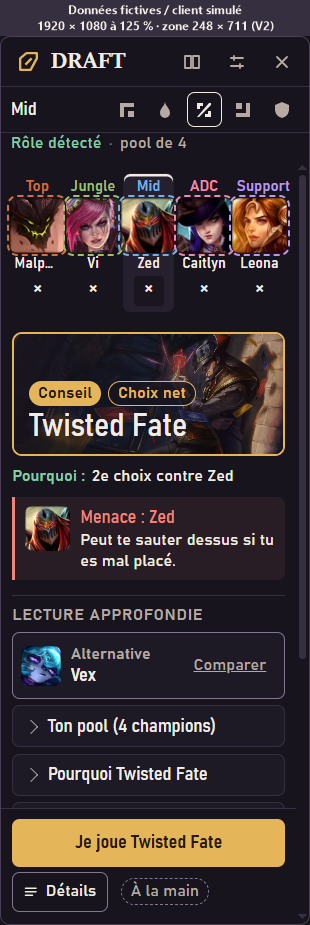 Données fictives / client simulé
1920 × 1080 à 125 % · zone 248 × 711 (V2)
DRAFT
Mid
Rôle détecté · pool de 4
Top Jungle Mid ADC Support
Malp... Vi Zed Caitlyn Leona
× × × × ×
Conseil Choix net
Twisted Fate
Pourquoi : 2e choix contre Zed
Menace : Zed
Peut te sauter dessus si tu
es mal placé.
LECTURE APPROFONDIE
Alternative
Vex
Comparer
Ton pool (4 champions)
Pourquoi Twisted Fate
Je joue Twisted Fate
Détails À la main